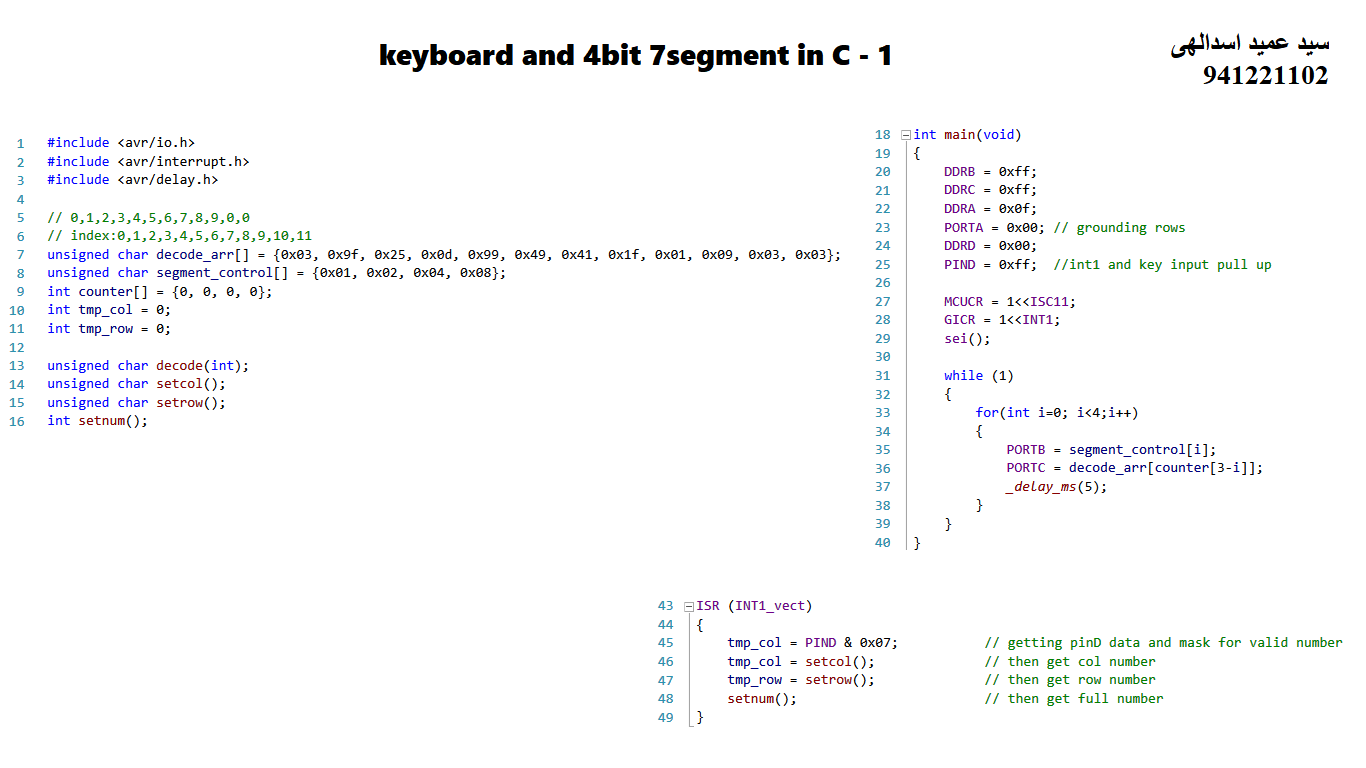 keyboard and 4bit 7segment in C - 1
سید عمید اسدالهی
941221102
1 #include <avr/io.h>
2 #include <avr/interrupt.h>
3 #include <avr/delay.h>
4
5 // 0,1,2,3,4,5,6,7,8,9,0,0
6 // index:0,1,2,3,4,5,6,7,8,9,10,11
7 unsigned char decode_arr[] = {0x03, 0x9f, 0x25, 0x0d, 0x99, 0x49, 0x41, 0x1f, 0x01, 0x09, 0x03, 0x03};
8 unsigned char segment_control[] = {0x01, 0x02, 0x04, 0x08};
9 int counter[] = {0, 0, 0, 0};
10 int tmp_col = 0;
11 int tmp_row = 0;
12
13 unsigned char decode(int);
14 unsigned char setcol();
15 unsigned char setrow();
16 int setnum();
18 int main(void)
19 {
20 DDRB = 0xff;
21 DDRC = 0xff;
22 DDRA = 0x0f;
23 PORTA = 0x00; // grounding rows
24 DDRD = 0x00;
25 PIND = 0xff; //int1 and key input pull up
26
27 MCUCR = 1<<ISC11;
28 GICR = 1<<INT1;
29 sei();
30
31 while (1)
32 {
33 for(int i=0; i<4;i++)
34 {
35 PORTB = segment_control[i];
36 PORTC = decode_arr[counter[3-i]];
37 _delay_ms(5);
38 }
39 }
40 }
43 ISR (INT1_vect)
44 {
45 tmp_col = PIND & 0x07; // getting pinD data and mask for valid number
46 tmp_col = setcol(); // then get col number
47 tmp_row = setrow(); // then get row number
48 setnum(); // then get full number
49 }